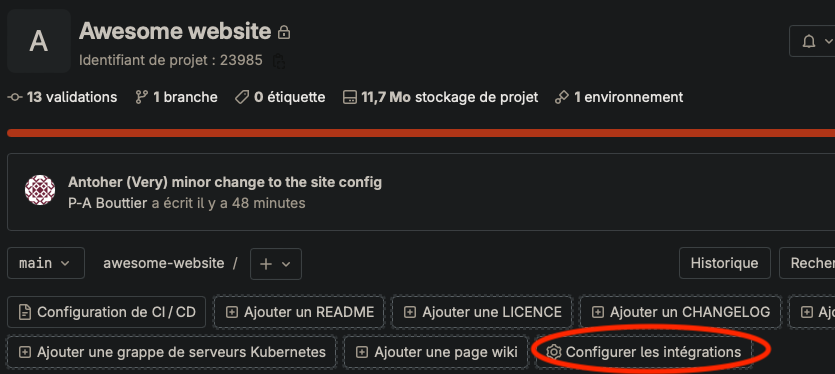 A
Awesome website
Identifiant de projet : 23985
13 validations 1 branche 0 étiquette 11,7 Mo stockage de projet 1 environnement
Antoher (Very) minor change to the site config
P-A Bouttier a écrit il y a 48 minutes
main awesome-website / + Historique Recher
Configuration de CI / CD Ajouter un README Ajouter une LICENCE Ajouter un CHANGELOG Aj
Ajouter une grappe de serveurs Kubernetes Ajouter une page wiki Configurer les intégrations